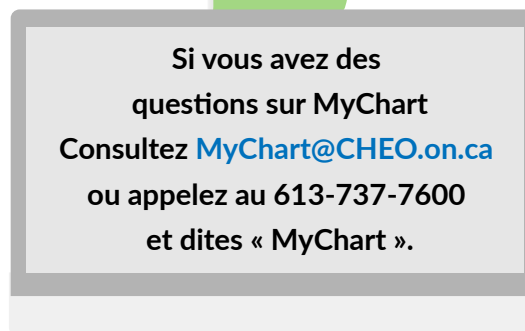 Si vous avez des
questions sur MyChart
Consultez MyChart@CHEO.on.ca
ou appelez au 613-737-7600
et dites « MyChart ».